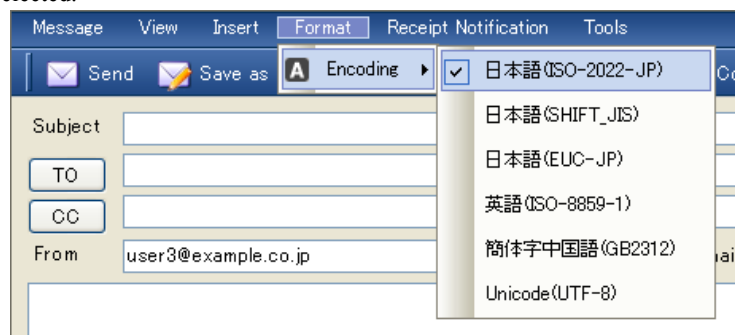 Message View Insert Format Receipt Notification Tools
Send Save as A Encoding 日本語(ISO-2022-JP)
日本語(SHIFT_JIS)
Subject
日本語(EUC-JP)
TO
英語(ISO-8859-1)
CC
From user3@example.co.jp 簡体字中国語(GB2312)
Unicode(UTF-8)